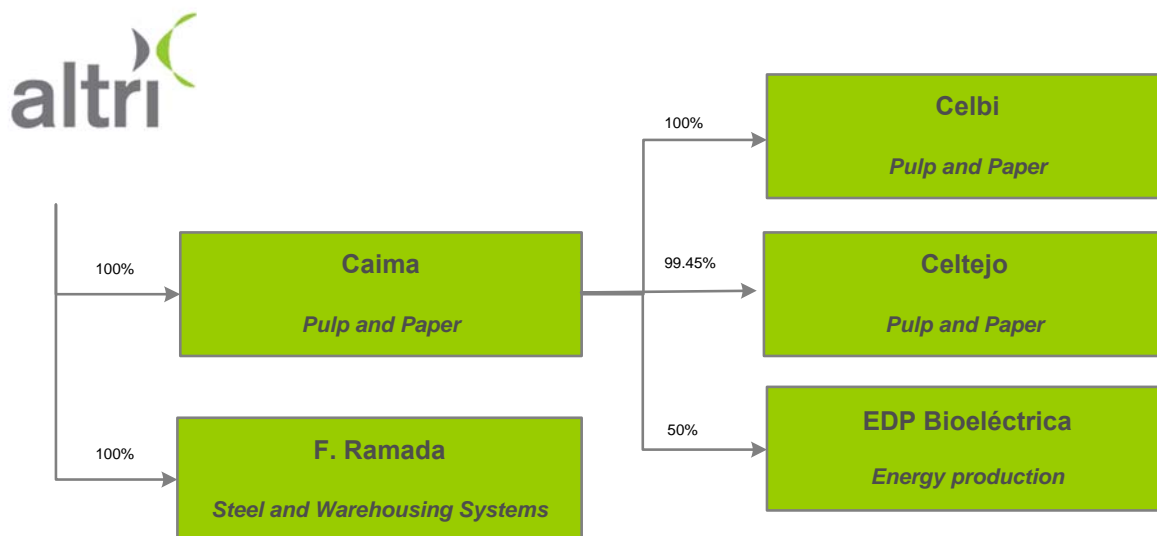 altri
100%
Celbi
Pulp and Paper
100%
Caima
Pulp and Paper
99.45%
Celtejo
Pulp and Paper
100%
F. Ramada
Steel and Warehousing Systems
50%
EDP Bioeléctrica
Energy production